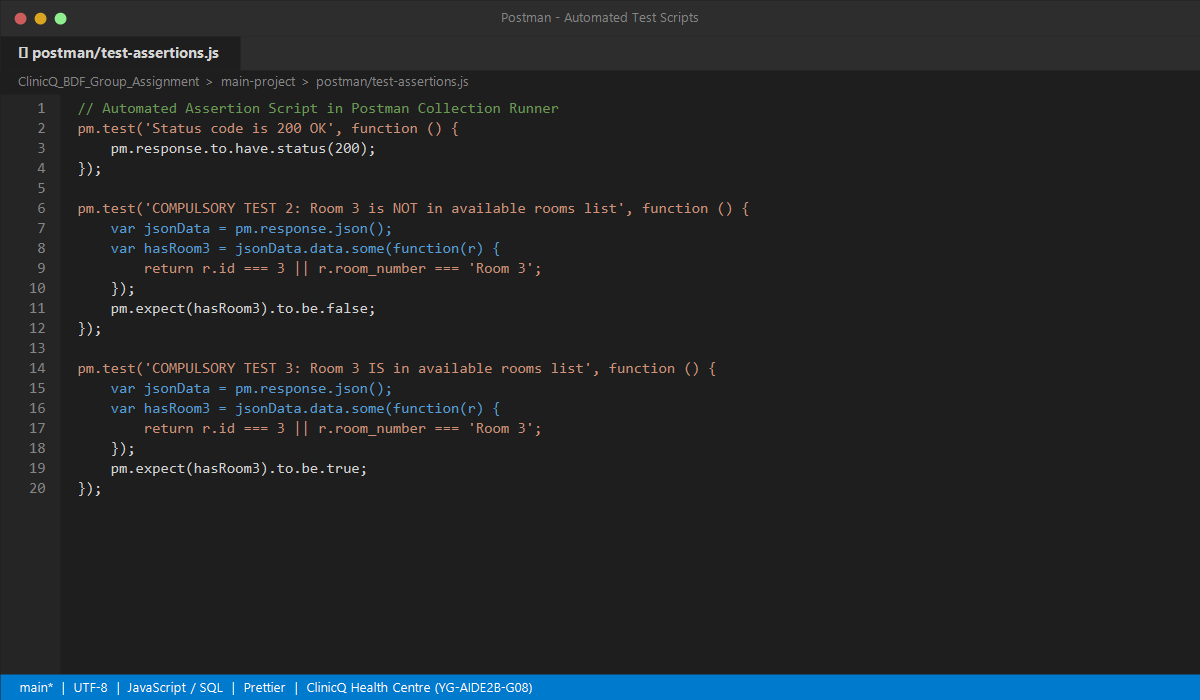 Postman - Automated Test Scripts
[] postman/test-assertions.js
ClinicQ_BDF_Group_Assignment > main-project > postman/test-assertions.js
1 // Automated Assertion Script in Postman Collection Runner
2 pm.test('Status code is 200 OK', function () {
3     pm.response.to.have.status(200);
4 });
5
6 pm.test('COMPULSORY TEST 2: Room 3 is NOT in available rooms list', function () {
7     var jsonData = pm.response.json();
8     var hasRoom3 = jsonData.data.some(function(r) {
9         return r.id === 3 || r.room_number === 'Room 3';
10     });
11     pm.expect(hasRoom3).to.be.false;
12 });
13
14 pm.test('COMPULSORY TEST 3: Room 3 IS in available rooms list', function () {
15     var jsonData = pm.response.json();
16     var hasRoom3 = jsonData.data.some(function(r) {
17         return r.id === 3 || r.room_number === 'Room 3';
18     });
19     pm.expect(hasRoom3).to.be.true;
20 });
main* | UTF-8 | JavaScript / SQL | Prettier | ClinicQ Health Centre (YG-AIDE2B-G08)